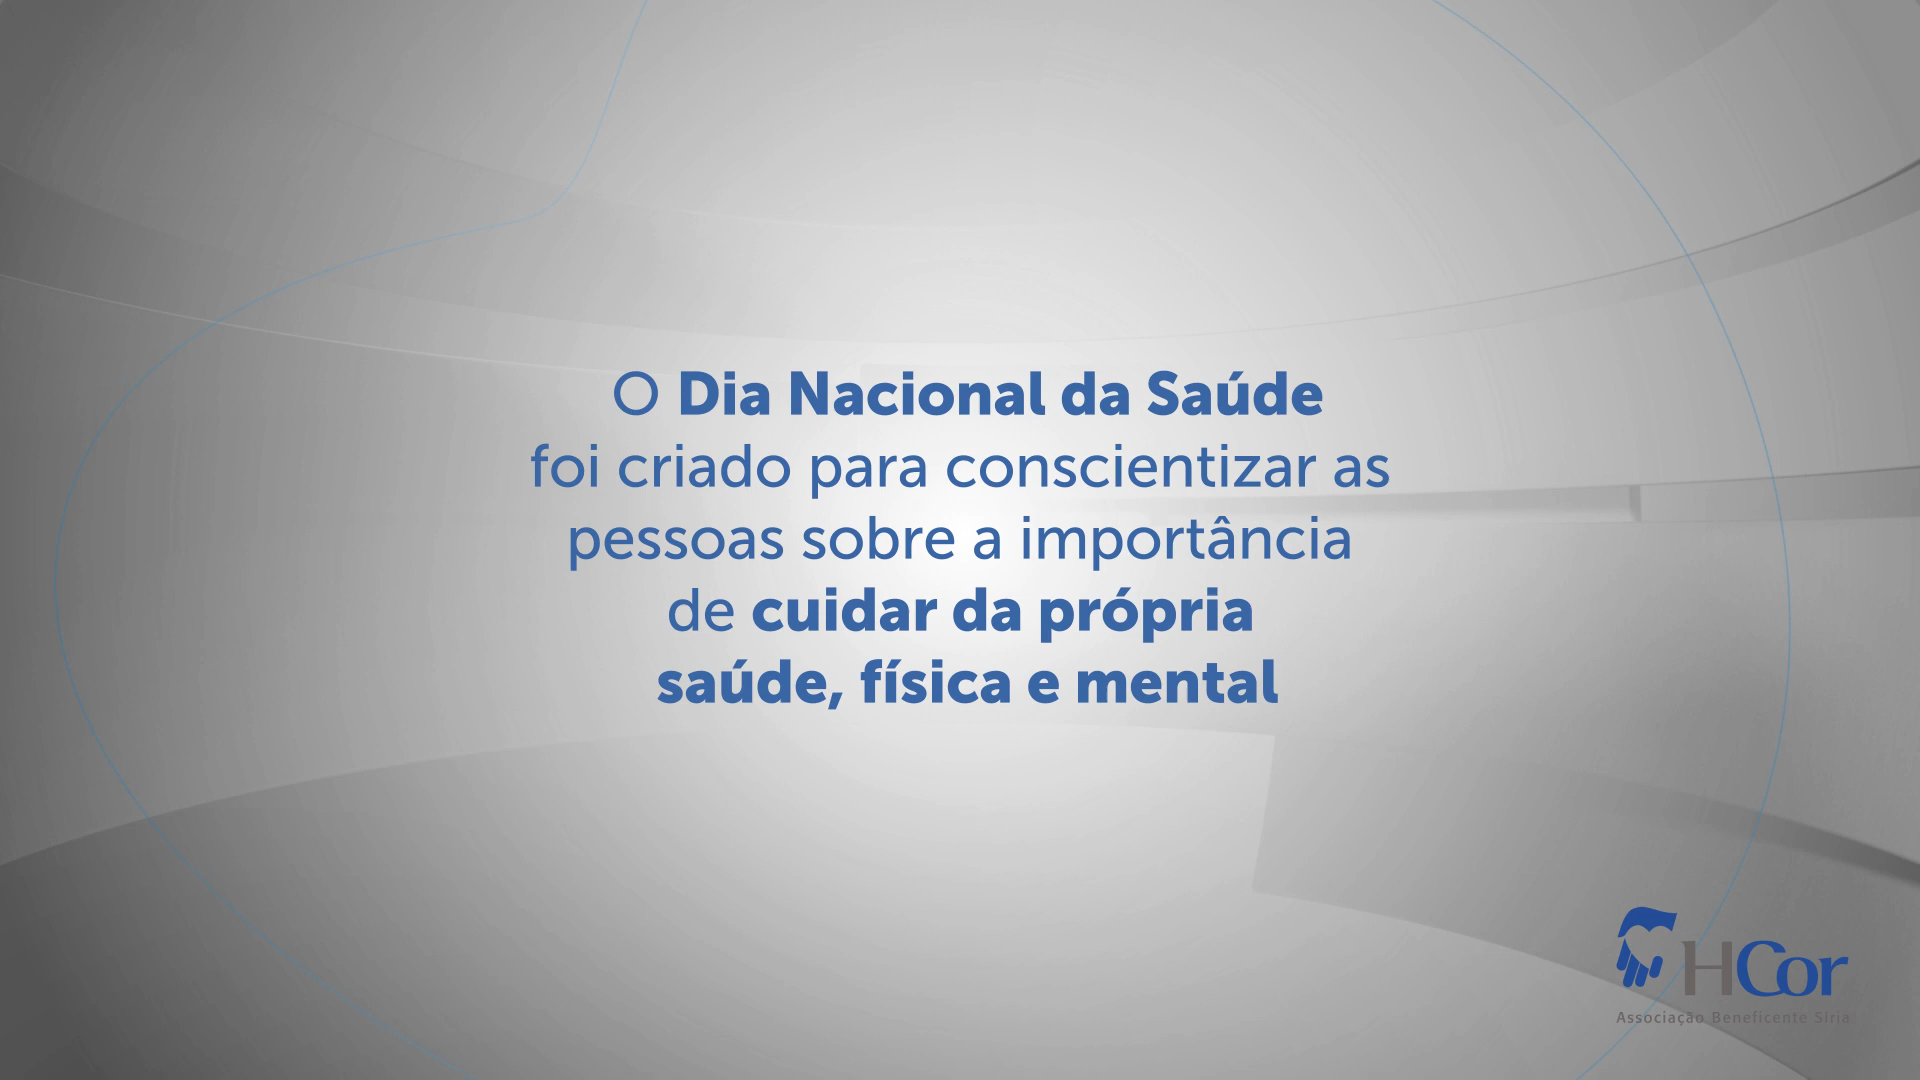 O Dia Nacional da Saúde
foi criado para conscientizar as
pessoas sobre a importância
de cuidar da própria
saúde, física e mental
HCor
Associação Beneficente Síria